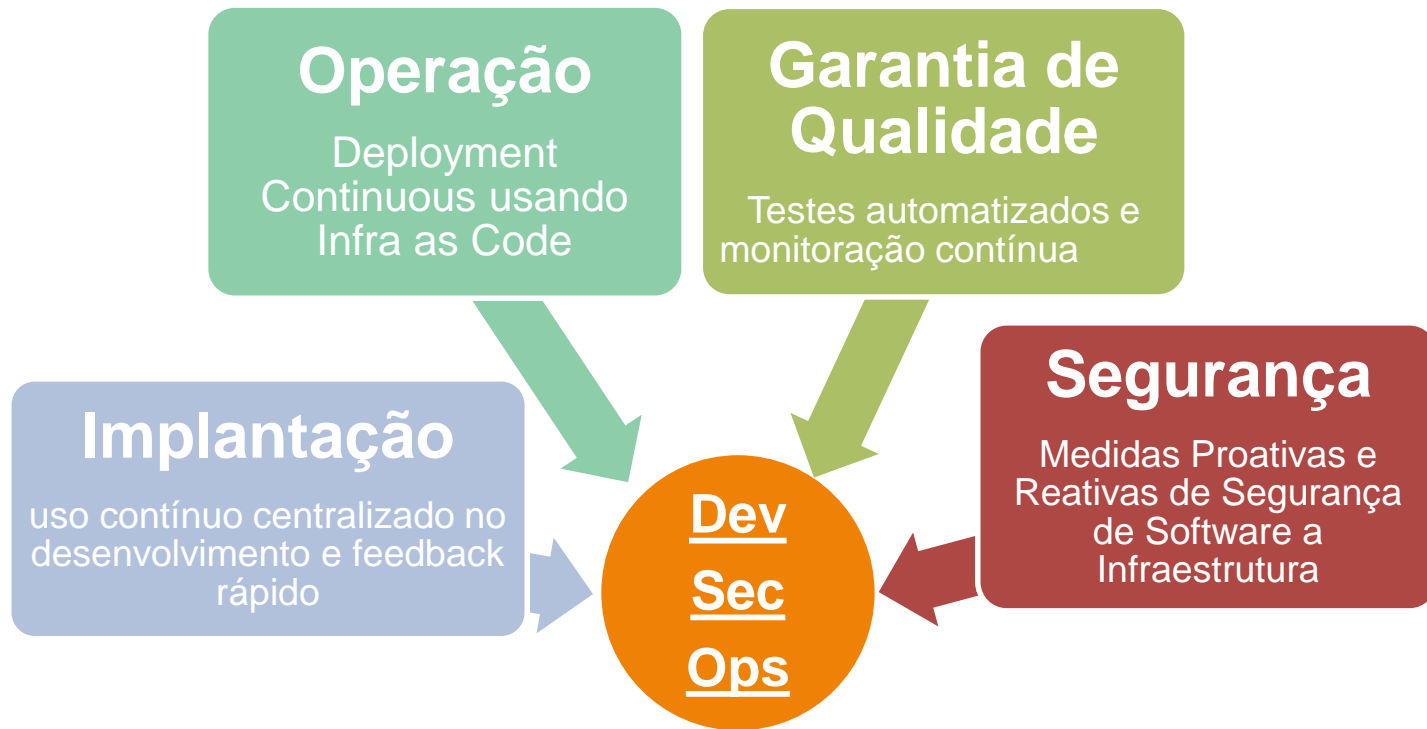 Operação
Deployment
Continuous usando
Infra as Code
Garantia de
Qualidade
Testes automatizados e
monitoração contínua
Implantação
uso contínuo centralizado no
desenvolvimento e feedback
rápido
Segurança
Medidas Proativas e
Reativas de Segurança
de Software a
Infraestrutura
Dev
Sec
Ops